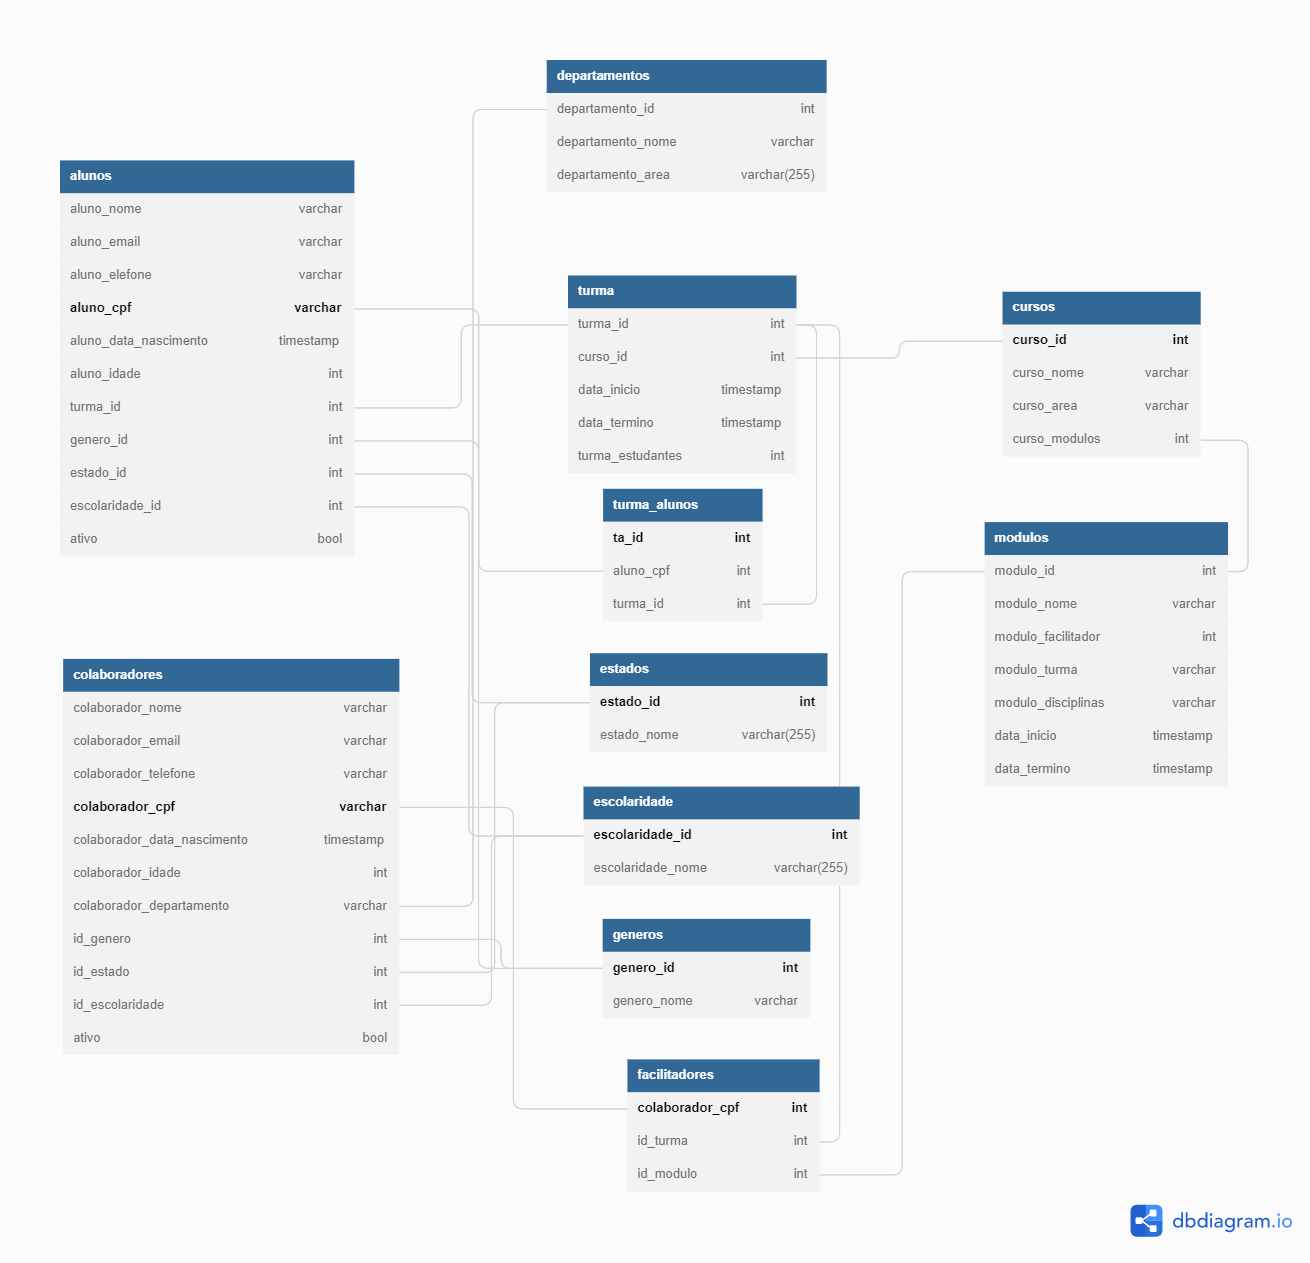 departamentos
departamento_id int
departamento_nome varchar
departamento_area varchar(255)
alunos
aluno_nome varchar
aluno_email varchar
aluno_elefone varchar
aluno_cpf varchar
aluno_data_nascimento timestamp
aluno_idade int
turma_id int
genero_id int
estado_id int
escolaridade_id int
ativo bool
turma
turma_id int
curso_id int
data_inicio timestamp
data_termino timestamp
turma_estudantes int
cursos
curso_id int
curso_nome varchar
curso_area varchar
curso_modulos int
turma_alunos
ta_id int
aluno_cpf int
turma_id int
modulos
modulo_id int
modulo_nome varchar
modulo_facilitador int
modulo_turma varchar
modulo_disciplinas varchar
data_inicio timestamp
data_termino timestamp
colaboradores
colaborador_nome varchar
colaborador_email varchar
colaborador_telefone varchar
colaborador_cpf varchar
colaborador_data_nascimento timestamp
colaborador_idade int
colaborador_departamento varchar
id_genero int
id_estado int
id_escolaridade int
ativo bool
estados
estado_id int
estado_nome varchar(255)
escolaridade
escolaridade_id int
escolaridade_nome varchar(255)
generos
genero_id int
genero_nome varchar
facilitadores
colaborador_cpf int
id_turma int
id_modulo int
dbdiagram.io